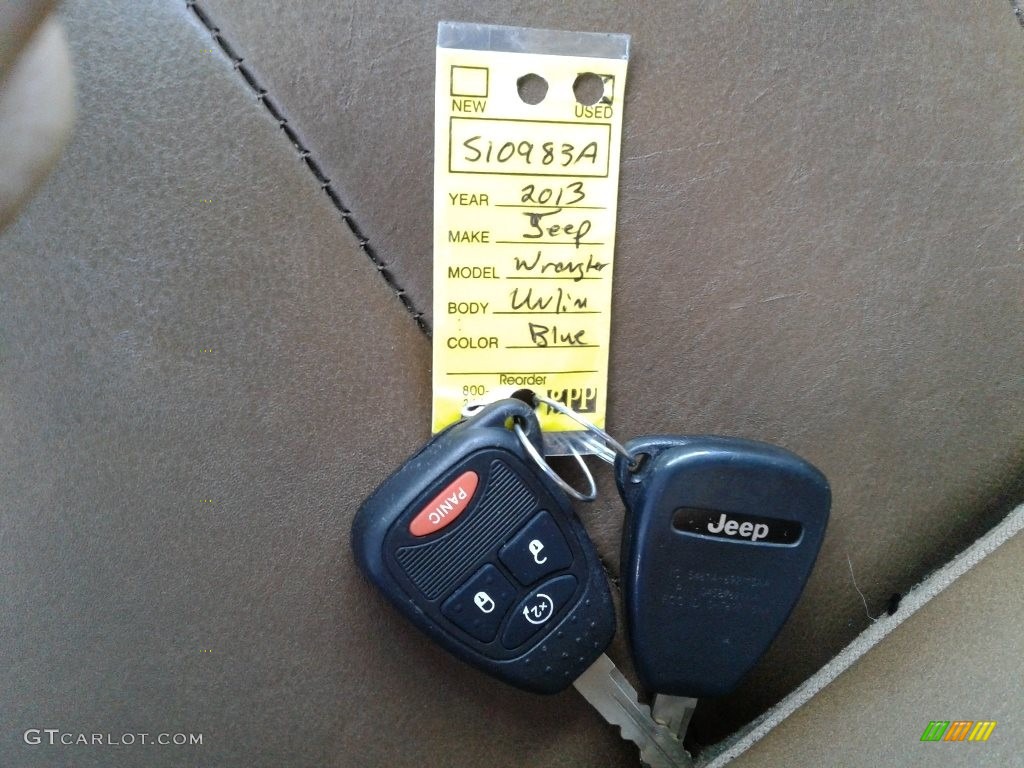 NEW USED
S10983A
YEAR 2013
MAKE Jeep
MODEL Wrangler
BODY Unlim
COLOR Blue
Reorder
800-
PANIC
x2
Jeep
GTCARLOT.COM